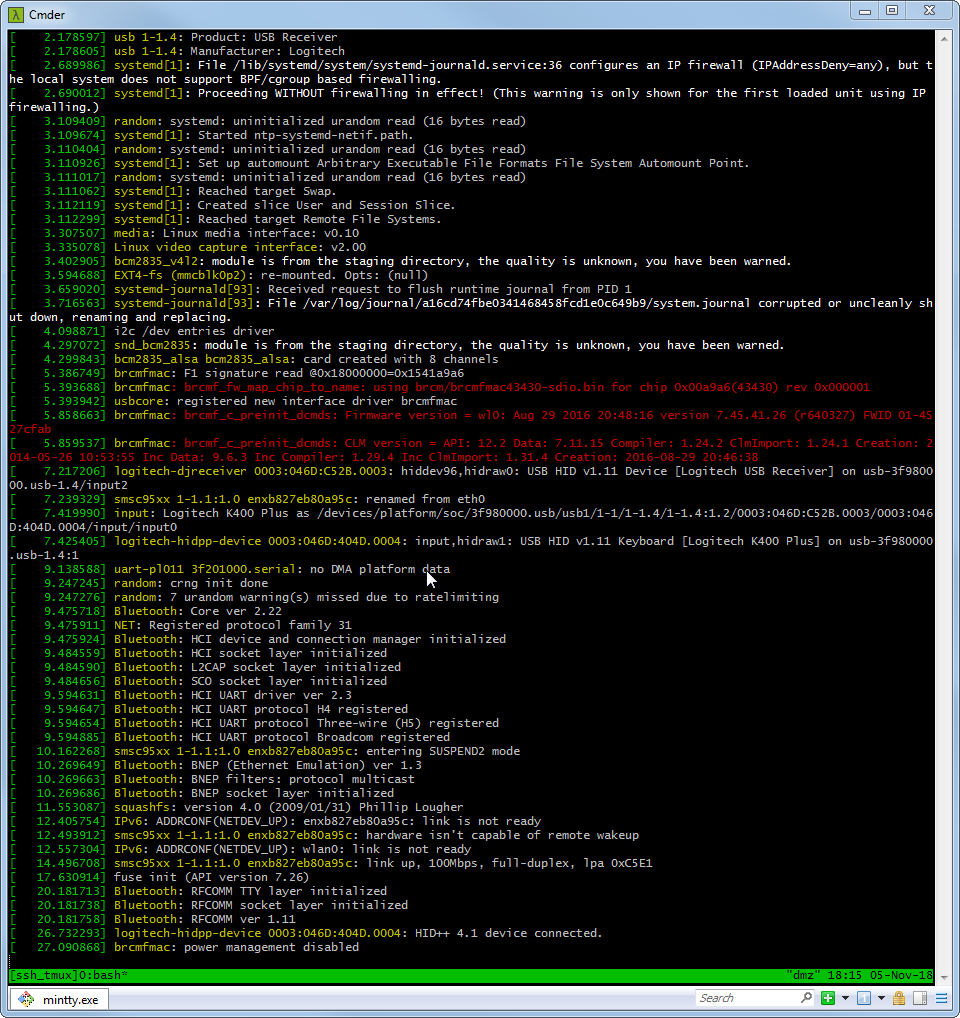 Cmder
[    2.178597] usb 1-1.4: Product: USB Receiver
[    2.178605] usb 1-1.4: Manufacturer: Logitech
[    2.689986] systemd[1]: File /lib/systemd/system/systemd-journald.service:36 configures an IP firewall (IPAddressDeny=any), but t
he local system does not support BPF/cgroup based firewalling.
[    2.690012] systemd[1]: Proceeding WITHOUT firewalling in effect! (This warning is only shown for the first loaded unit using IP
firewalling.)
[    3.109409] random: systemd: uninitialized urandom read (16 bytes read)
[    3.109674] systemd[1]: Started ntp-systemd-netif.path.
[    3.110404] random: systemd: uninitialized urandom read (16 bytes read)
[    3.110926] systemd[1]: Set up automount Arbitrary Executable File Formats File System Automount Point.
[    3.111017] random: systemd: uninitialized urandom read (16 bytes read)
[    3.111062] systemd[1]: Reached target Swap.
[    3.112119] systemd[1]: Created slice User and Session Slice.
[    3.112299] systemd[1]: Reached target Remote File Systems.
[    3.307507] media: Linux media interface: v0.10
[    3.335078] Linux video capture interface: v2.00
[    3.402905] bcm2835_v4l2: module is from the staging directory, the quality is unknown, you have been warned.
[    3.594688] EXT4-fs (mmcblk0p2): re-mounted. Opts: (null)
[    3.659020] systemd-journald[93]: Received request to flush runtime journal from PID 1
[    3.716563] systemd-journald[93]: File /var/log/journal/a16cd74fbe0341468458fcd1e0c649b9/system.journal corrupted or uncleanly sh
ut down, renaming and replacing.
[    4.098871] i2c /dev entries driver
[    4.297072] snd_bcm2835: module is from the staging directory, the quality is unknown, you have been warned.
[    4.299843] bcm2835_alsa bcm2835_alsa: card created with 8 channels
[    5.386749] brcmfmac: F1 signature read @0x18000000=0x1541a9a6
[    5.393688] brcmfmac: brcmf_fw_map_chip_to_name: using brcm/brcmfmac43430-sdio.bin for chip 0x00a9a6(43430) rev 0x000001
[    5.393942] usbcore: registered new interface driver brcmfmac
[    5.858663] brcmfmac: brcmf_c_preinit_dcmds: Firmware version = wl0: Aug 29 2016 20:48:16 version 7.45.41.26 (r640327) FWID 01-45
27cfab
[    5.859537] brcmfmac: brcmf_c_preinit_dcmds: CLM version = API: 12.2 Data: 7.11.15 Compiler: 1.24.2 ClmImport: 1.24.1 Creation: 2
014-05-26 10:53:55 Inc Data: 9.6.3 Inc Compiler: 1.29.4 Inc ClmImport: 1.31.4 Creation: 2016-08-29 20:46:38
[    7.217206] logitech-djreceiver 0003:046D:C52B.0003: hiddev96,hidraw0: USB HID v1.11 Device [Logitech USB Receiver] on usb-3f9800
00.usb-1.4/input2
[    7.239329] smsc95xx 1-1.1:1.0 enxb827eb80a95c: renamed from eth0
[    7.419990] input: Logitech K400 Plus as /devices/platform/soc/3f980000.usb/usb1/1-1/1-1.4/1-1.4:1.2/0003:046D:C52B.0003/0003:046
D:404D.0004/input/input0
[    7.425405] logitech-hidpp-device 0003:046D:404D.0004: input,hidraw1: USB HID v1.11 Keyboard [Logitech K400 Plus] on usb-3f980000
.usb-1.4:1
[    9.138588] uart-pl011 3f201000.serial: no DMA platform data
[    9.247245] random: crng init done
[    9.247276] random: 7 urandom warning(s) missed due to ratelimiting
[    9.475718] Bluetooth: Core ver 2.22
[    9.475911] NET: Registered protocol family 31
[    9.475924] Bluetooth: HCI device and connection manager initialized
[    9.484559] Bluetooth: HCI socket layer initialized
[    9.484590] Bluetooth: L2CAP socket layer initialized
[    9.484656] Bluetooth: SCO socket layer initialized
[    9.594631] Bluetooth: HCI UART driver ver 2.3
[    9.594647] Bluetooth: HCI UART protocol H4 registered
[    9.594654] Bluetooth: HCI UART protocol Three-wire (H5) registered
[    9.594885] Bluetooth: HCI UART protocol Broadcom registered
[   10.162268] smsc95xx 1-1.1:1.0 enxb827eb80a95c: entering SUSPEND2 mode
[   10.269649] Bluetooth: BNEP (Ethernet Emulation) ver 1.3
[   10.269663] Bluetooth: BNEP filters: protocol multicast
[   10.269686] Bluetooth: BNEP socket layer initialized
[   11.553087] squashfs: version 4.0 (2009/01/31) Phillip Lougher
[   12.405754] IPv6: ADDRCONF(NETDEV_UP): enxb827eb80a95c: link is not ready
[   12.493912] smsc95xx 1-1.1:1.0 enxb827eb80a95c: hardware isn't capable of remote wakeup
[   12.557304] IPv6: ADDRCONF(NETDEV_UP): wlan0: link is not ready
[   14.496708] smsc95xx 1-1.1:1.0 enxb827eb80a95c: link up, 100Mbps, full-duplex, lpa 0xC5E1
[   17.630914] fuse init (API version 7.26)
[   20.181713] Bluetooth: RFCOMM TTY layer initialized
[   20.181738] Bluetooth: RFCOMM socket layer initialized
[   20.181758] Bluetooth: RFCOMM ver 1.11
[   26.732293] logitech-hidpp-device 0003:046D:404D.0004: HID++ 4.1 device connected.
[   27.090868] brcmfmac: power management disabled
[ssh_tmux]0:bash* "dmz" 18:15 05-Nov-18
mintty.exe
Search